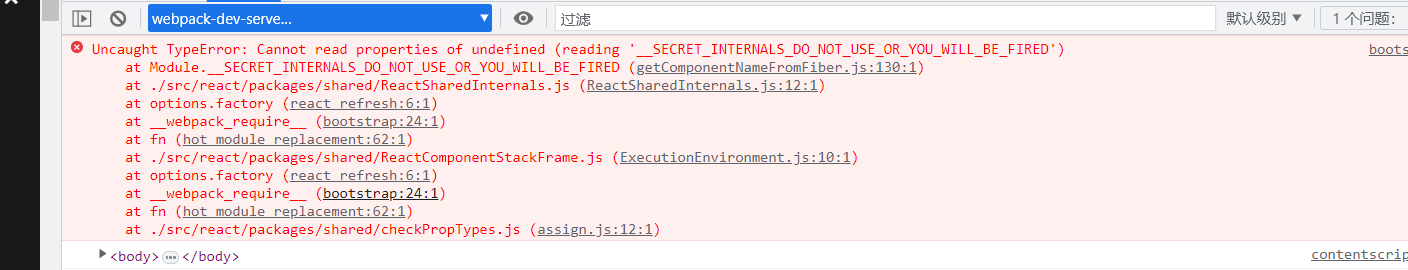 webpack-dev-serve... ▼ 过滤 默认级别 ▼ 1 个问题:
Uncaught TypeError: Cannot read properties of undefined (reading '__SECRET_INTERNALS_DO_NOT_USE_OR_YOU_WILL_BE_FIRED') boots
at Module.__SECRET_INTERNALS_DO_NOT_USE_OR_YOU_WILL_BE_FIRED (getComponentNameFromFiber.js:130:1)
at ./src/react/packages/shared/ReactSharedInternals.js (ReactSharedInternals.js:12:1)
at options.factory (react refresh:6:1)
at __webpack_require__ (bootstrap:24:1)
at fn (hot module replacement:62:1)
at ./src/react/packages/shared/ReactComponentStackFrame.js (ExecutionEnvironment.js:10:1)
at options.factory (react refresh:6:1)
at __webpack_require__ (bootstrap:24:1)
at fn (hot module replacement:62:1)
at ./src/react/packages/shared/checkPropTypes.js (assign.js:12:1)
▶<body>…</body> contentscrip